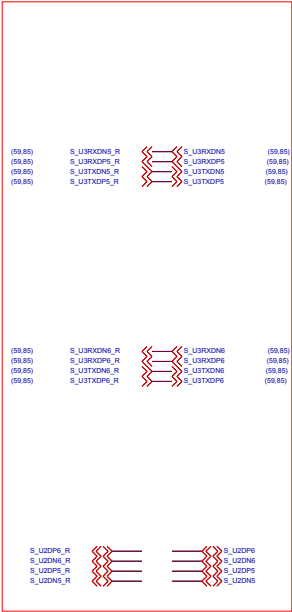 (59,85) S_U3RXDN5_R S_U3RXDN5 (59,85)
(59,85) S_U3RXDP5_R S_U3RXDP5 (59,85)
(59,85) S_U3TXDN5_R S_U3TXDN5 (59,85)
(59,85) S_U3TXDP5_R S_U3TXDP5 (59,85)
(59,85) S_U3RXDN6_R S_U3RXDN6 (59,85)
(59,85) S_U3RXDP6_R S_U3RXDP6 (59,85)
(59,85) S_U3TXDN6_R S_U3TXDN6 (59,85)
(59,85) S_U3TXDP6_R S_U3TXDP6 (59,85)
S_U2DP6_R S_U2DP6
S_U2DN6_R S_U2DN6
S_U2DP5_R S_U2DP5
S_U2DN5_R S_U2DN5